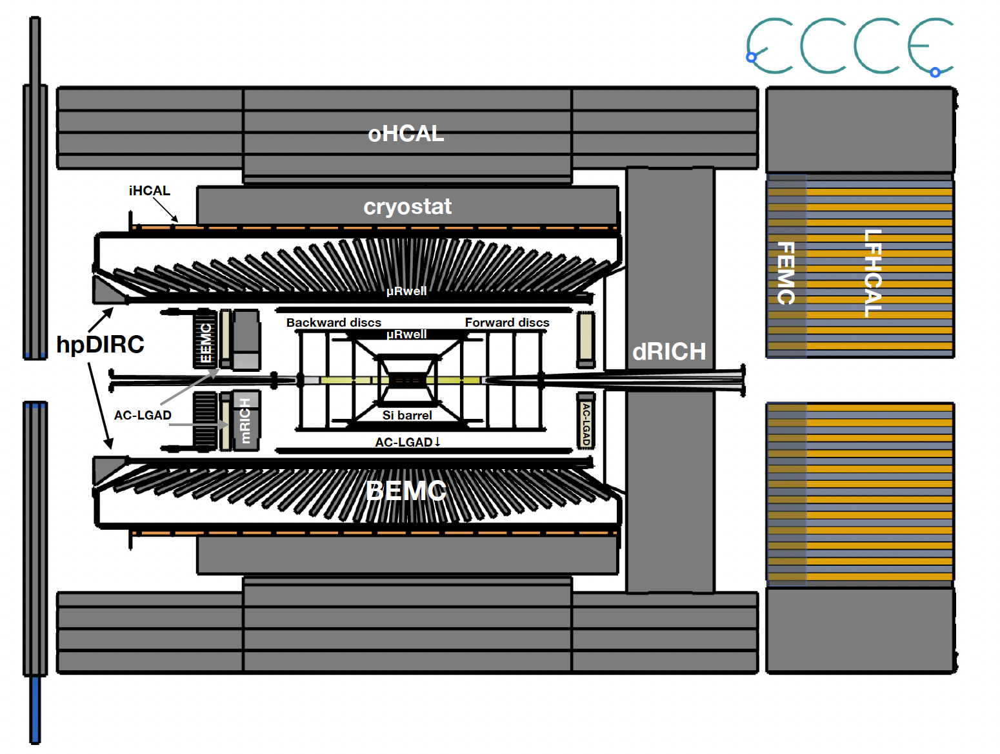 ECCE
oHCAL
iHCAL
cryostat
µRwell
LFHCAL
FEMC
Backward discs
Forward discs
µRwell
EEMC
hpDIRC
dRICH
AC-LGAD
mRICH
Si barrel
AC-LGAD
AC-LGAD↓
BEMC